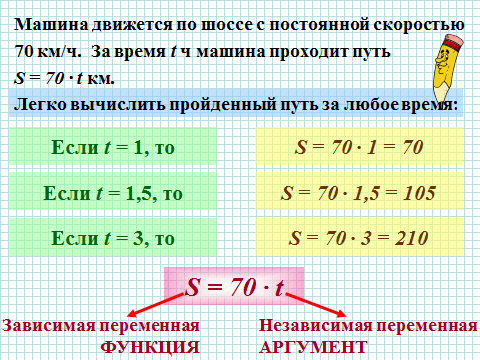 Машина движется по шоссе с постоянной скоростью
70 км/ч. За время t ч машина проходит путь
S = 70 · t км.
Легко вычислить пройденный путь за любое время:
Если t = 1, то
S = 70 · 1 = 70
Если t = 1,5, то
S = 70 · 1,5 = 105
Если t = 3, то
S = 70 · 3 = 210
S = 70 · t
Зависимая переменная
ФУНКЦИЯ
Независимая переменная
АРГУМЕНТ